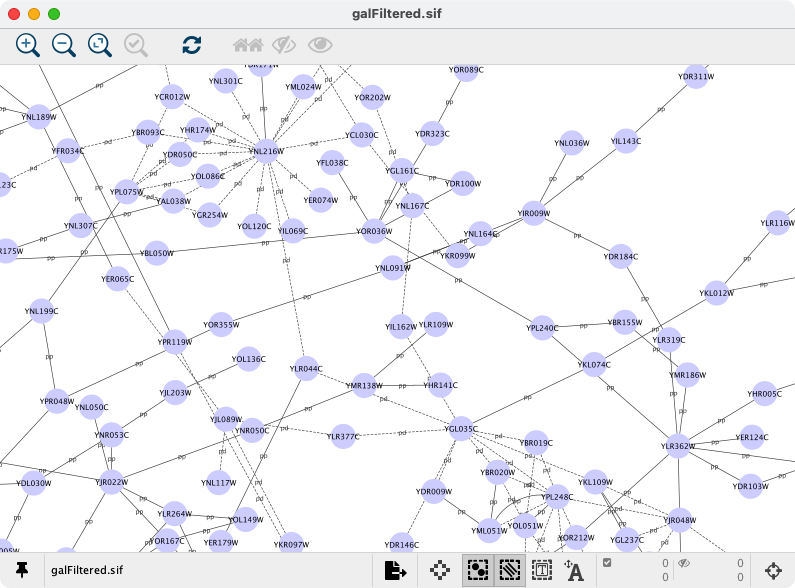 galFiltered.sif
YDR171W
YNL301C
YML024W
YCR012W
YOR202W
YOR089C
YDR311W
YNL189W
YBR093C
YHR174W
YCL030C
YDR323C
YNL036W
YIL143C
YFR034C
YDR050C
YNL216W
YFL038C
YGL161C
YOL086C
YDR100W
YPL075W
YAL038W
YER074W
YNL167C
YGR254W
YIR009W
YLR116W
YNL307C
YOL120C
YIL069C
YOR036W
YNL164C
R175W
YBL050W
YKR099W
YDR184C
YNL091W
YER065C
YKL012W
YNL199C
YOR355W
YIL162W
YLR109W
YPL240C
YBR155W
YPR119W
YLR319C
YOL136C
YLR044C
YKL074C
YMR186W
YMR138W
YHR141C
YJL203W
YHR005C
YPR048W
YNL050C
YJL089W
YNR053C
YNR050C
YLR377C
YGL035C
YBR019C
YER124C
YLR362W
YDL030W
YJR022W
YNL117W
YBR020W
YKL109W
YDR103W
YDR009W
YPL248C
YLR264W
YOL149W
YML051W
YOL051W
YJR048W
YOR167C
YER179W
YKR097W
YDR146C
YOR212W
YGL237C
galFiltered.sif
A
0
0
0
0